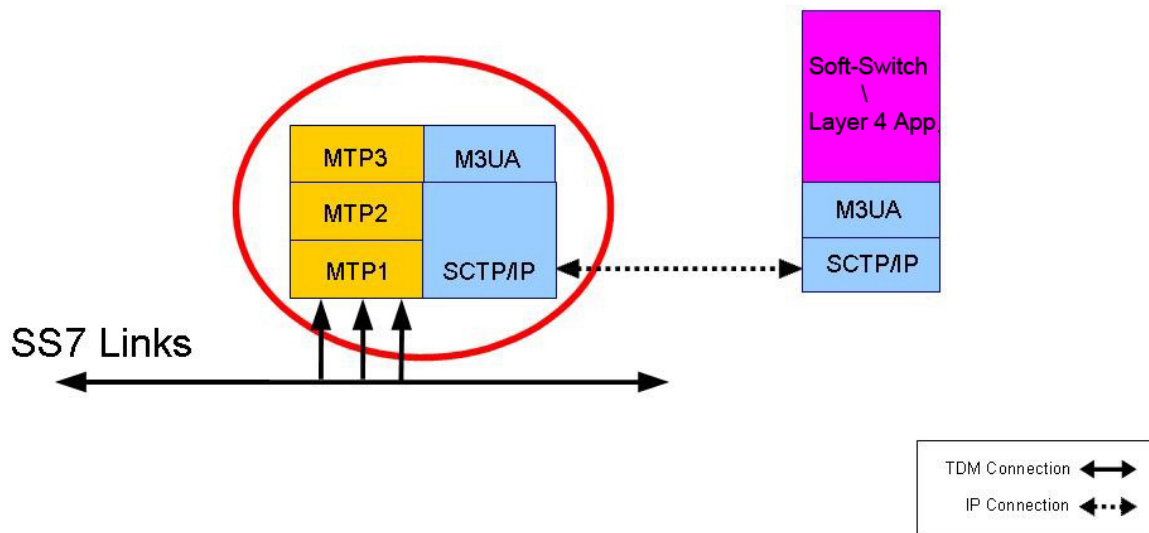 Soft-Switch
\
Layer 4 App
MTP3
M3UA
MTP2
MTP1
SCTP/IP
M3UA
SCTP/IP
SS7 Links
TDM Connection
IP Connection